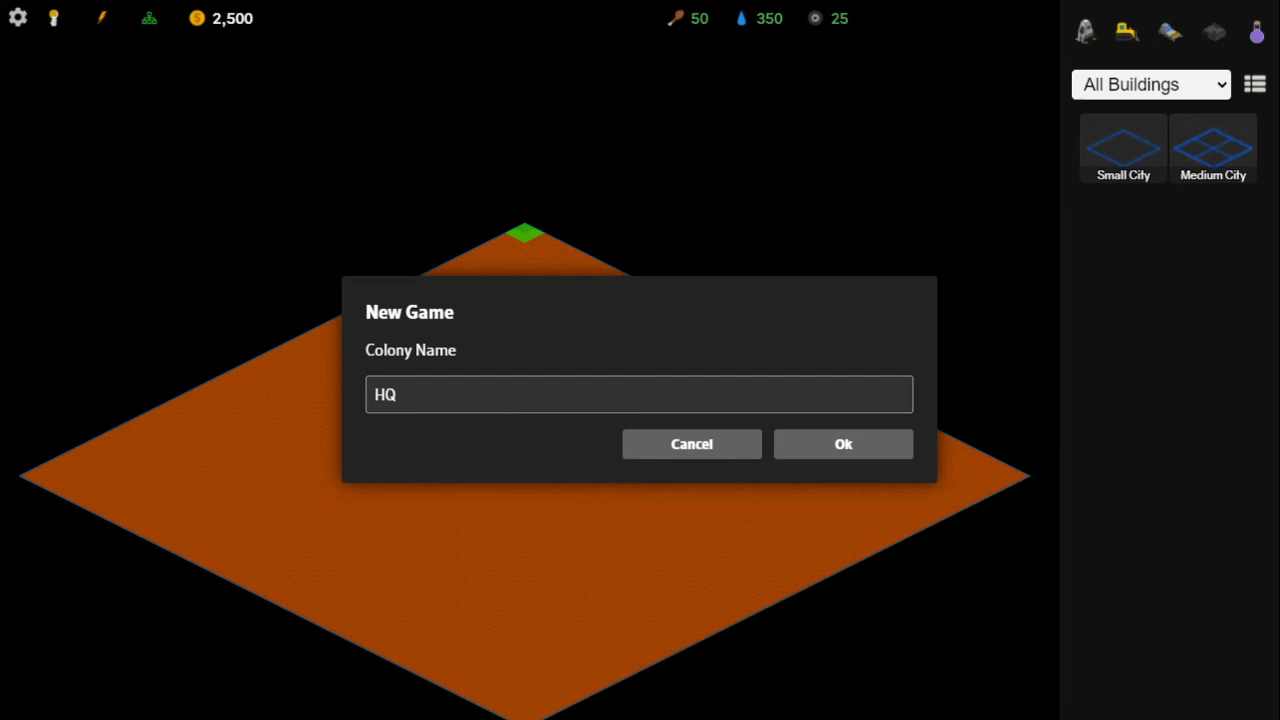 2,500
50
350
25
All Buildings
Small City
Medium City
New Game
Colony Name
HQ
Cancel
Ok